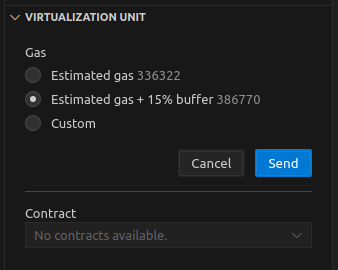 VIRTUALIZATION UNIT
Gas
Estimated gas 336322
Estimated gas + 15% buffer 386770
Custom
Cancel Send
Contract
No contracts available.